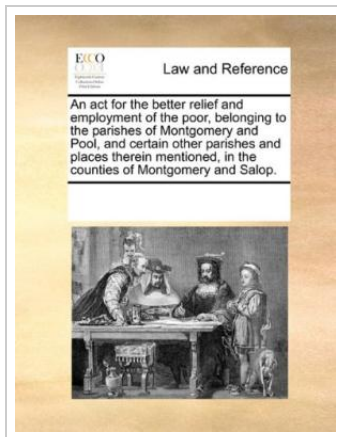 ECCO
Law and Reference
An act for the better relief and
employment of the poor, belonging to
the parishes of Montgomery and
Pool, and certain other parishes and
places therein mentioned, in the
counties of Montgomery and Salop.